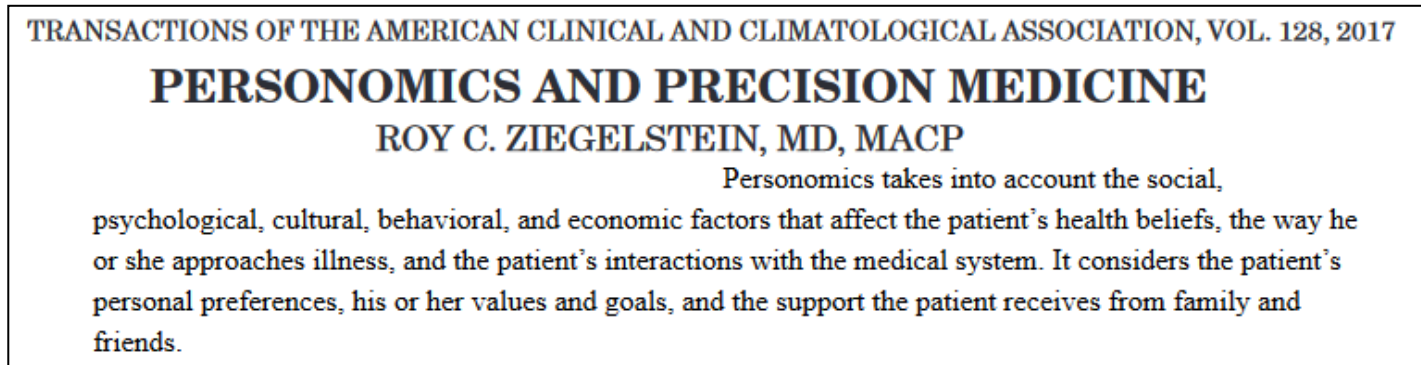 TRANSACTIONS OF THE AMERICAN CLINICAL AND CLIMATOLOGICAL ASSOCIATION, VOL. 128, 2017
PERSONOMICS AND PRECISION MEDICINE
ROY C. ZIEGELSTEIN, MD, MACP
Personomics takes into account the social,
psychological, cultural, behavioral, and economic factors that affect the patient’s health beliefs, the way he
or she approaches illness, and the patient’s interactions with the medical system. It considers the patient’s
personal preferences, his or her values and goals, and the support the patient receives from family and
friends.